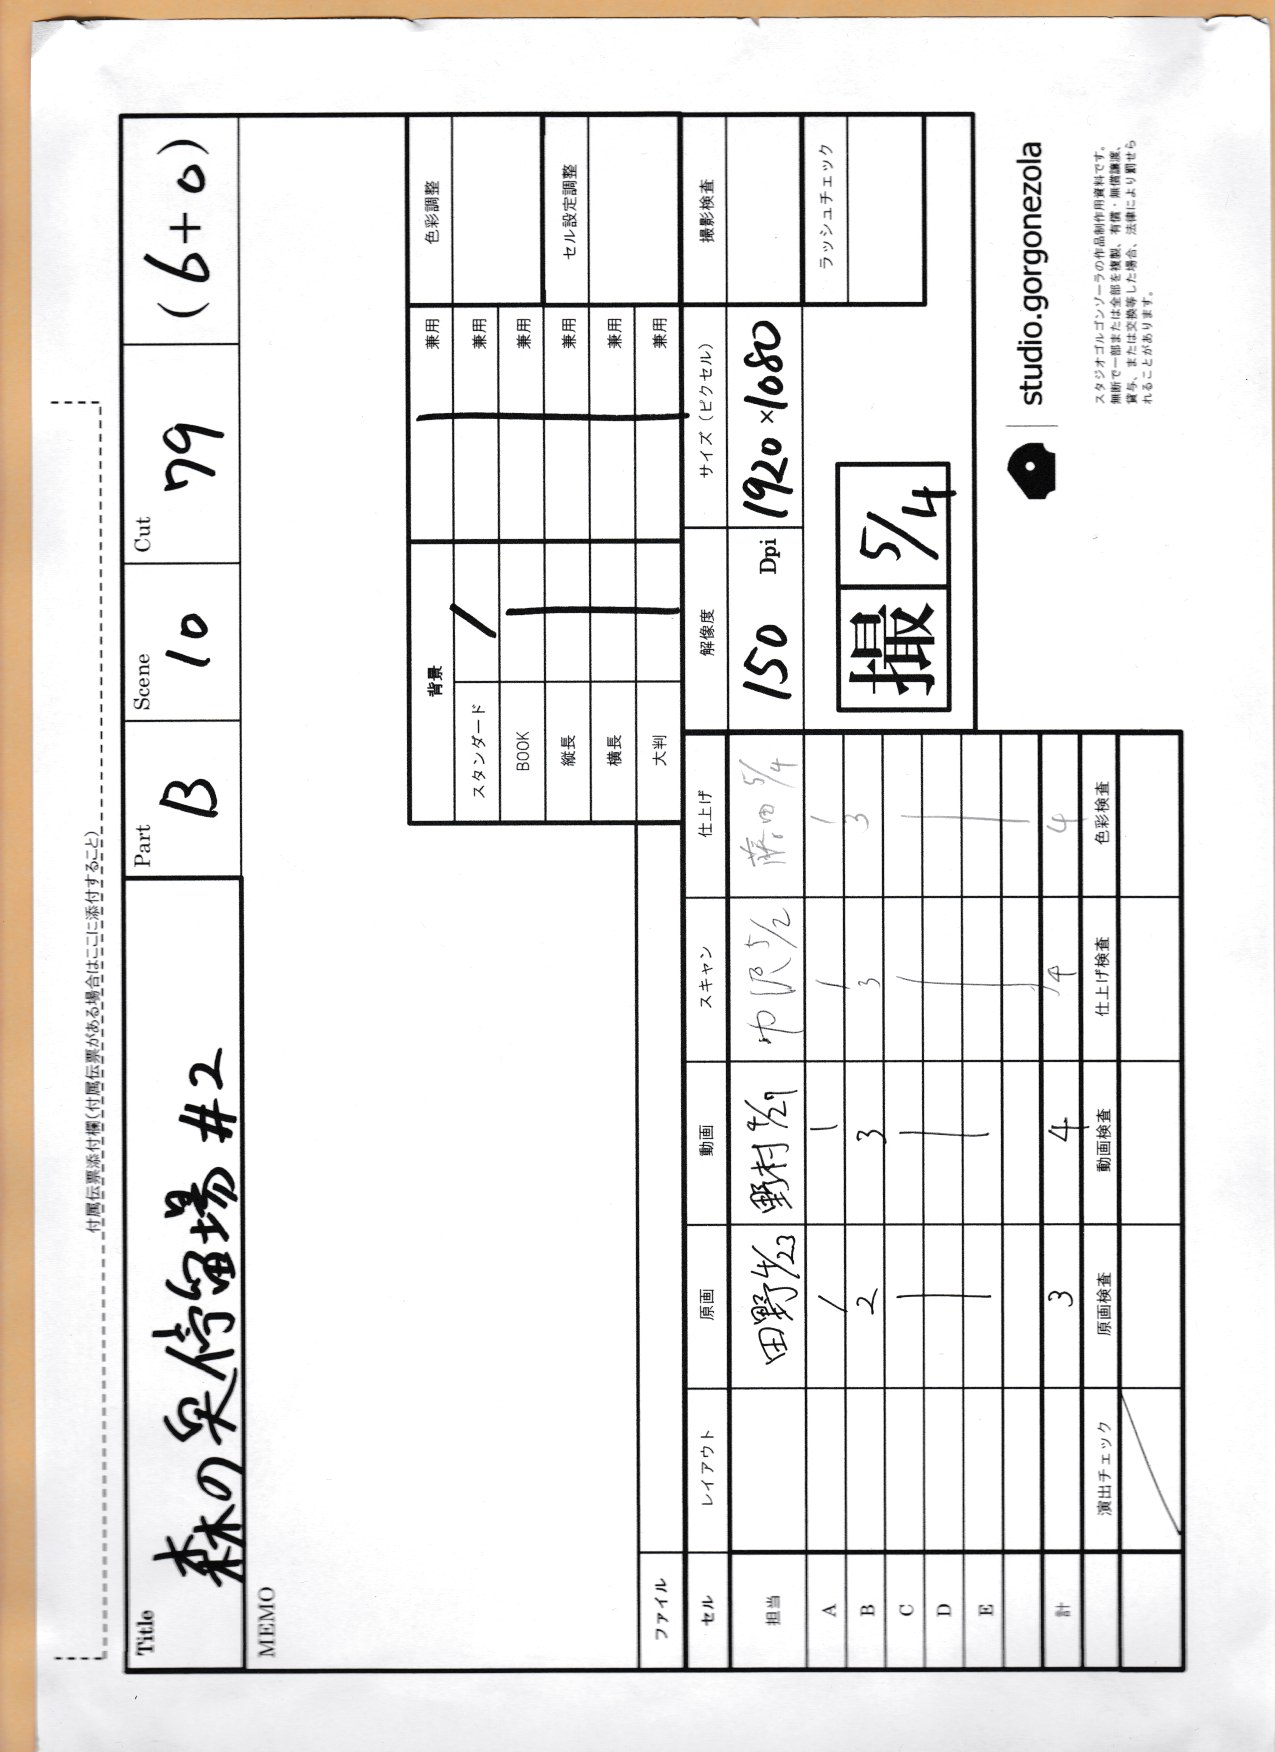 付属伝票添付欄(付属伝票がある場合はここに添付すること)
Title 森の呆停留場 #2
Part B
Scene 10
Cut 79
(6+0)
MEMO
背景 兼用 色彩調整
スタンダード / 兼用
BOOK 兼用
縦長 兼用 セル設定調整
横長 兼用
大判 兼用
ファイル
解像度 サイズ(ピクセル) 撮影検査
150 Dpi 1920×1080
ラッシュチェック
撮 5/4
セル レイアウト 原画 動画 スキャン 仕上げ
担当 田野 4/23 野村 4/27 中沢 5/2 藤田 5/4
A / 1 / /
B 2 3 3 3
C
D
E
計 3 4 4 4
演出チェック 原画検査 動画検査 仕上げ検査 色彩検査
studio.gorgonezola
スタジオゴルゴンゾーラの作品制作用資料です。
無断で一部または全部を複製、有償・無償譲渡、
貸与、または交換等した場合、法律により罰せら
れることがあります。